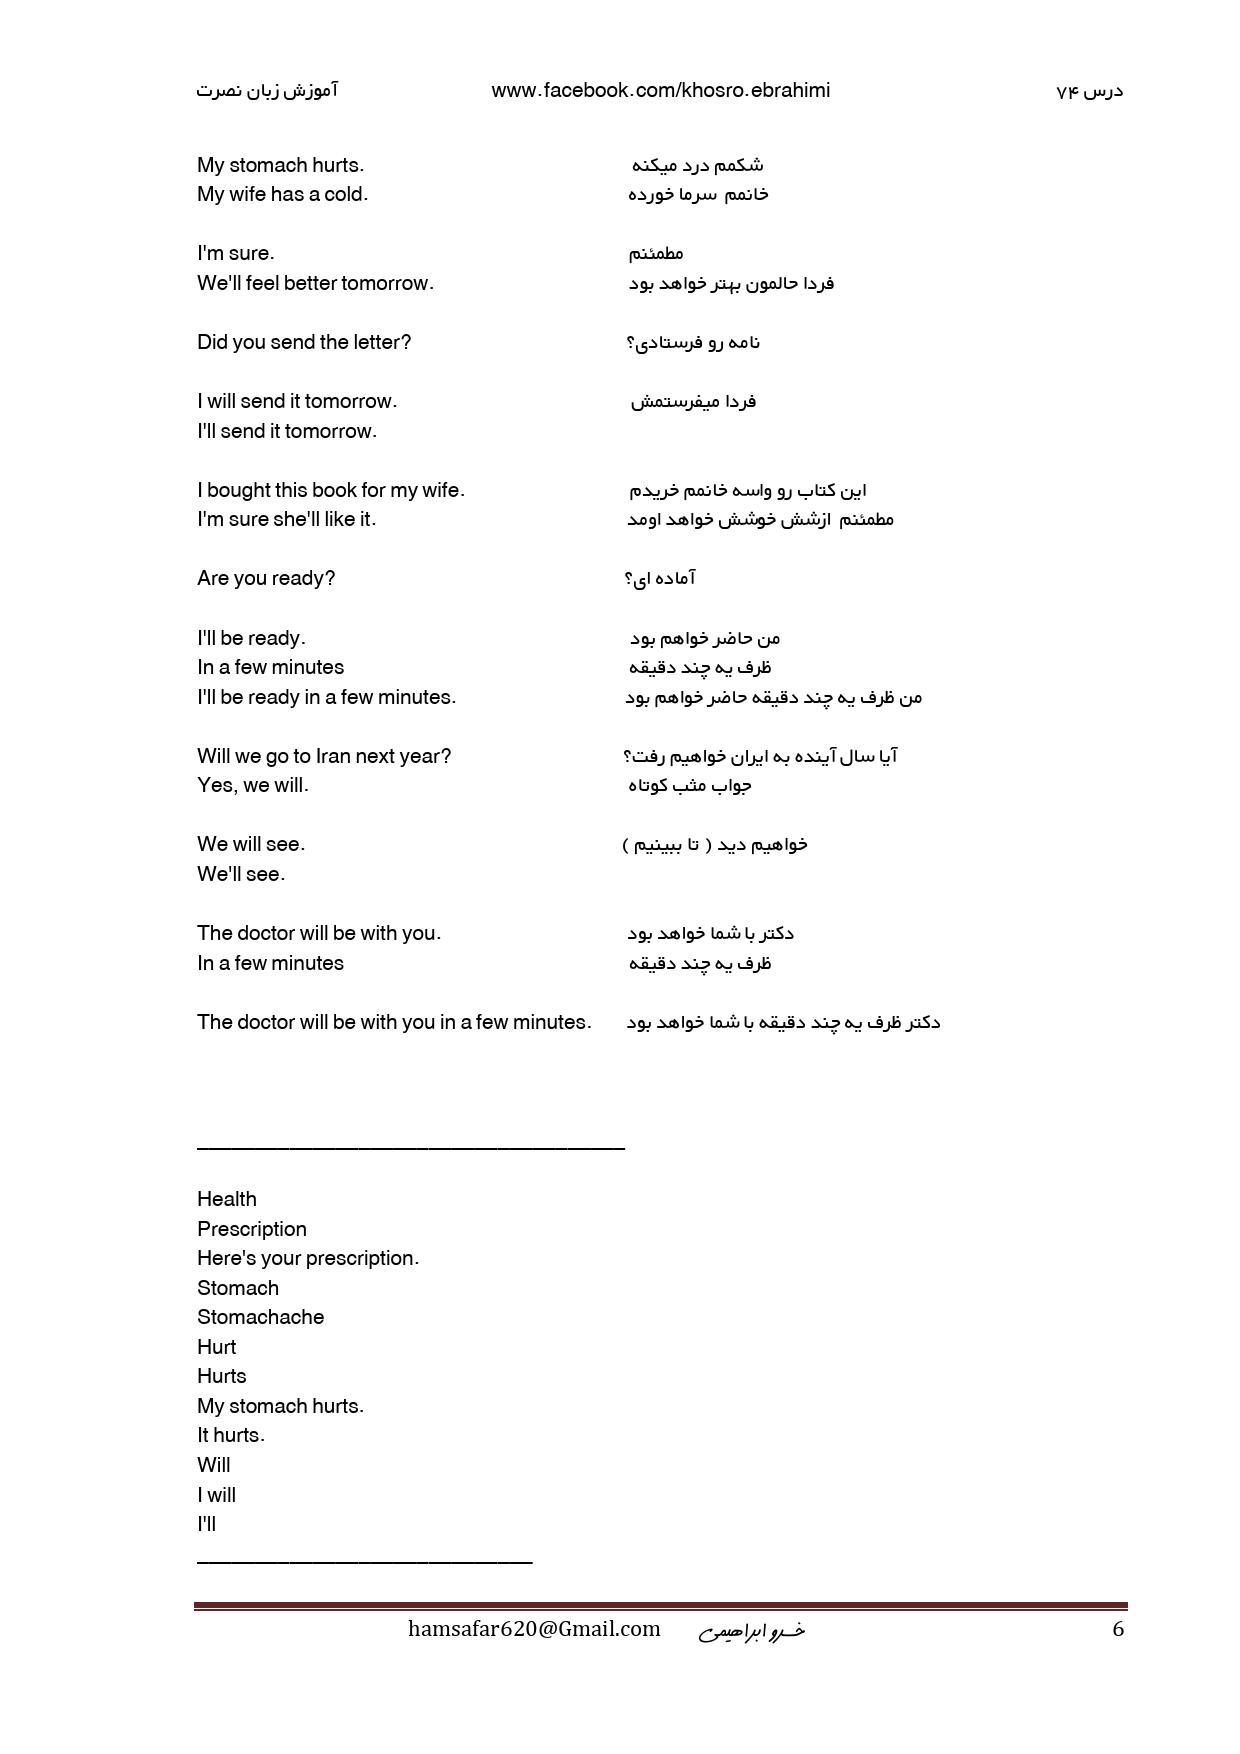 آموزش زبان نصرت www.facebook.com/khosro.ebrahimi درس ۷۴
My stomach hurts. شکمم درد میکنه
My wife has a cold. خانمم سرما خورده
I'm sure. مطمئنم
We'll feel better tomorrow. فردا حالمون بهتر خواهد بود
Did you send the letter? نامه رو فرستادی؟
I will send it tomorrow. فردا میفرستمش
I'll send it tomorrow.
I bought this book for my wife. این کتاب رو واسه خانمم خریدم
I'm sure she'll like it. مطمئنم ازشش خوشش خواهد اومد
Are you ready? آماده ای؟
I'll be ready. من حاضر خواهم بود
In a few minutes ظرف یه چند دقیقه
I'll be ready in a few minutes. من ظرف یه چند دقیقه حاضر خواهم بود
Will we go to Iran next year? آیا سال آینده به ایران خواهیم رفت؟
Yes, we will. جواب مثب کوتاه
We will see. خواهیم دید ( تا ببینیم )
We'll see.
The doctor will be with you. دکتر با شما خواهد بود
In a few minutes ظرف یه چند دقیقه
The doctor will be with you in a few minutes. دکتر ظرف یه چند دقیقه با شما خواهد بود
Health
Prescription
Here's your prescription.
Stomach
Stomachache
Hurt
Hurts
My stomach hurts.
It hurts.
Will
I will
I'll
hamsafar620@Gmail.com خسرو ابراهیمی 6